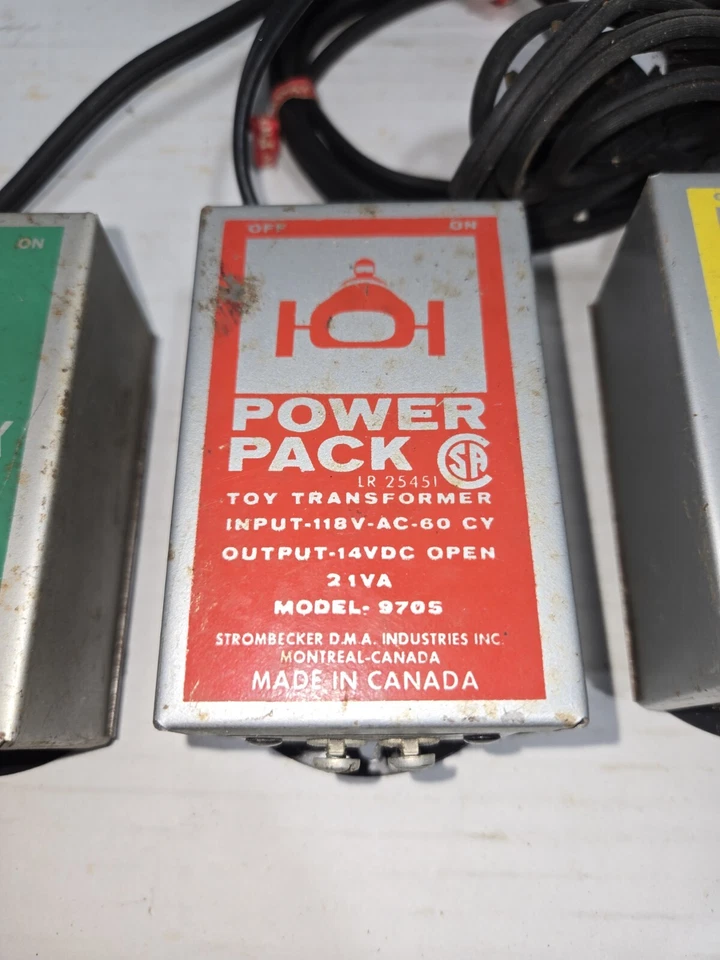 ON
OFF ON
POWER
PACK
SA
LR 25451
TOY TRANSFORMER
INPUT-118V-AC-60 CY
OUTPUT-14VDC OPEN
21VA
MODEL- 9705
STROMBECKER D.M.A. INDUSTRIES INC.
MONTREAL-CANADA
MADE IN CANADA